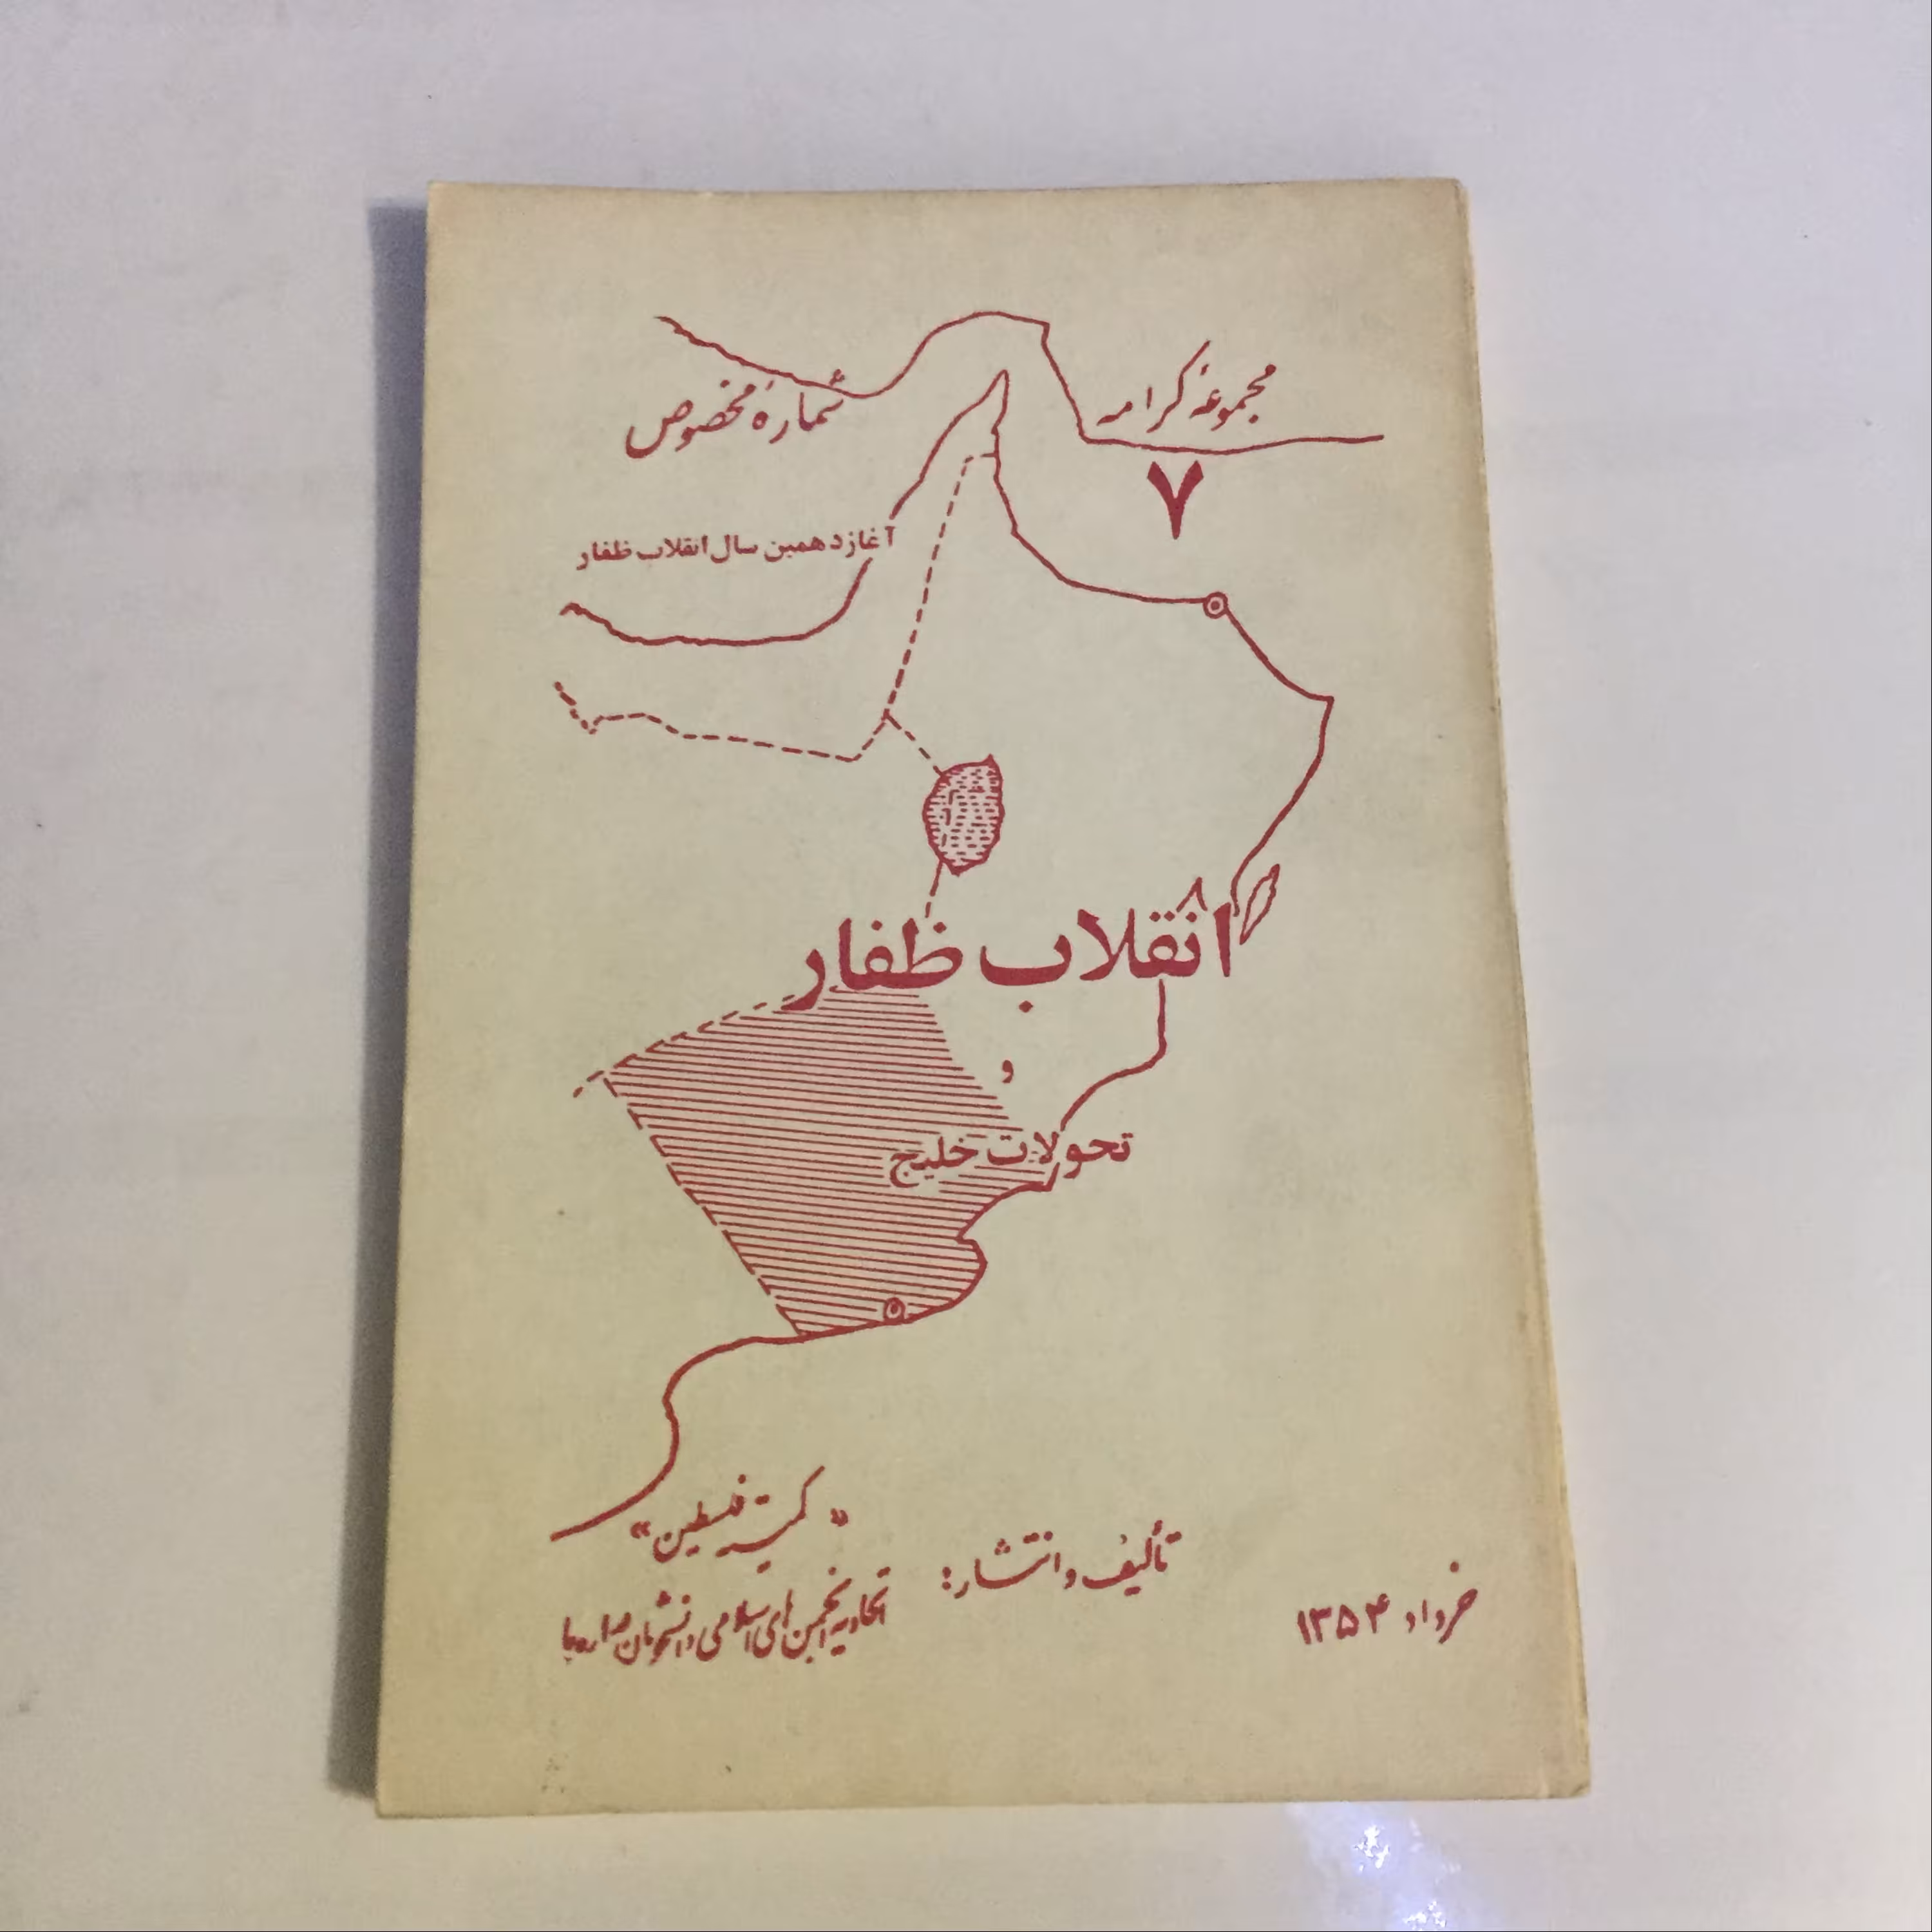 مجموعهٔ کرامه
۷
شمارهٔ مخصوص
آغاز دهمین سال انقلاب ظفار
انقلاب ظفار
و
تحولات خلیج
تألیف و انتشار:
«کمیته فلسطین»
اتحادیه انجمن‌های اسلامی دانشجویان در اروپا
خرداد ۱۳۵۴